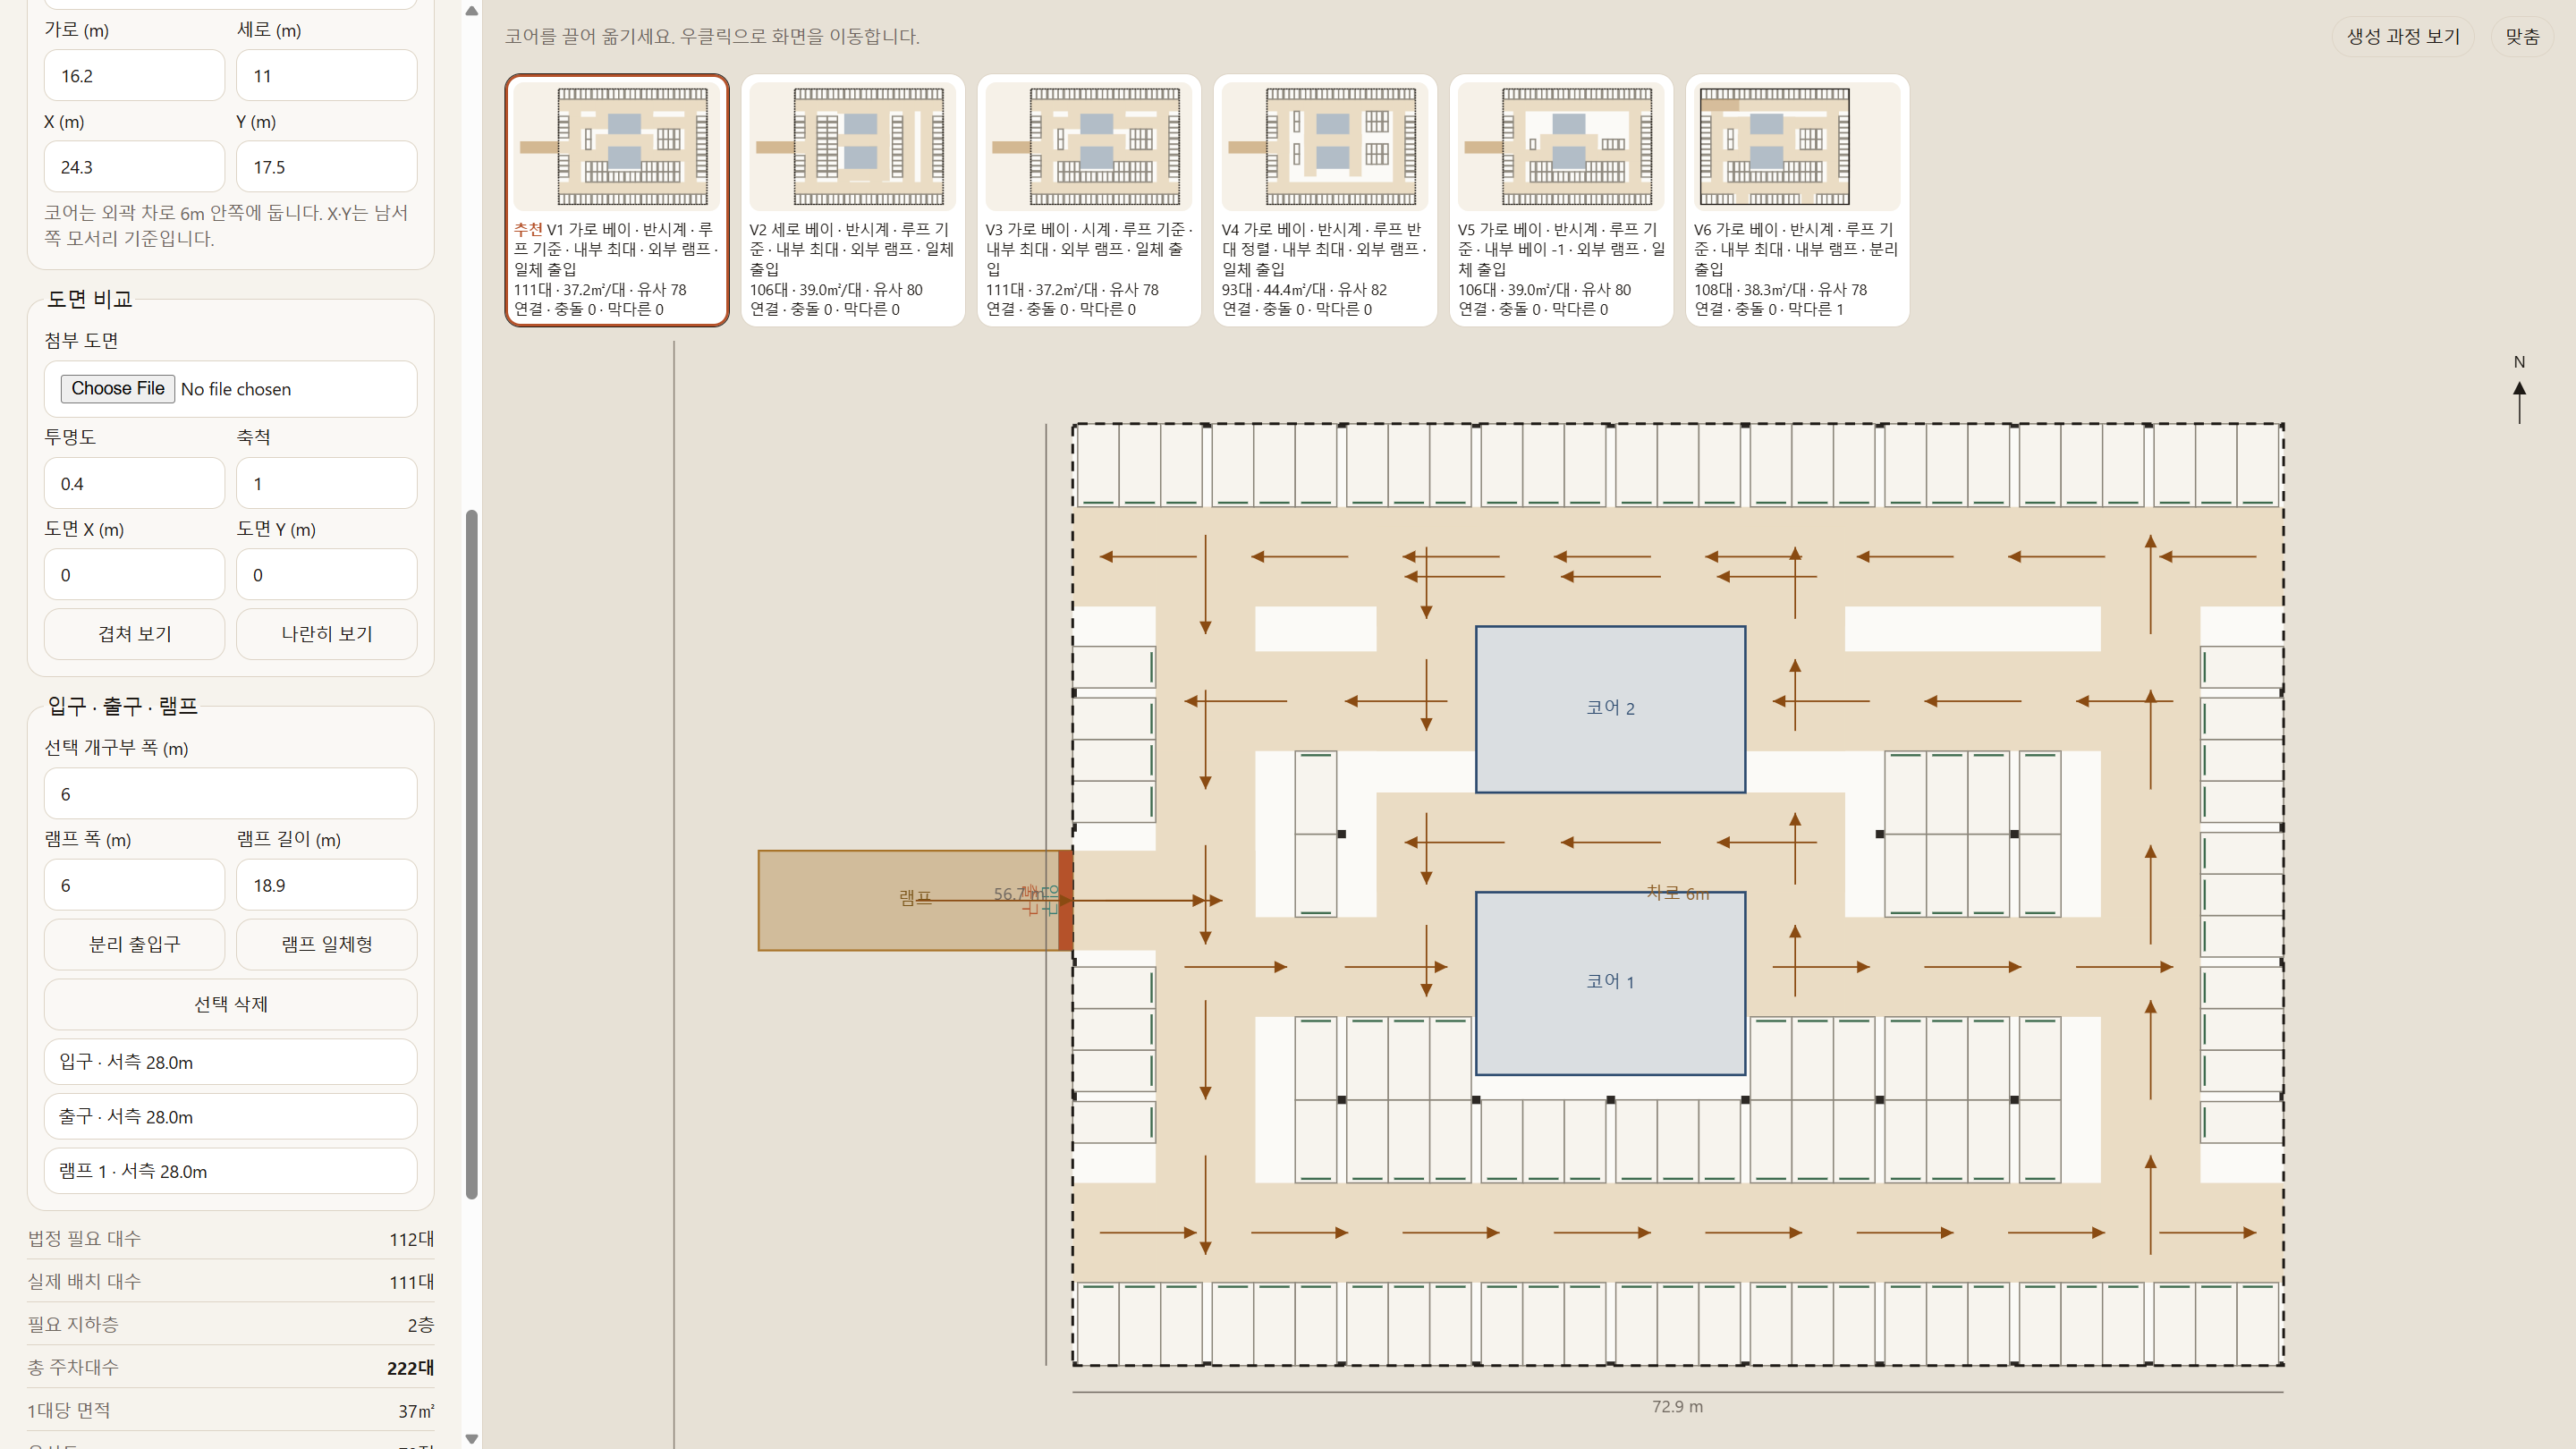 가로 (m)
세로 (m)
16.2
11
X (m)
Y (m)
24.3
17.5
코어는 외곽 차로 6m 안쪽에 둡니다. X·Y는 남서
쪽 모서리 기준입니다.
도면 비교
첨부 도면
Choose File No file chosen
투명도
축척
0.4
1
도면 X (m)
도면 Y (m)
0
0
겹쳐 보기
나란히 보기
입구 · 출구 · 램프
선택 개구부 폭 (m)
6
램프 폭 (m)
램프 길이 (m)
6
18.9
분리 출입구
램프 일체형
선택 삭제
입구 · 서측 28.0m
출구 · 서측 28.0m
램프 1 · 서측 28.0m
법정 필요 대수
112대
실제 배치 대수
111대
필요 지하층
2층
총 주차대수
222대
1대당 면적
37㎡
코어를 끌어 옮기세요. 우클릭으로 화면을 이동합니다.
생성 과정 보기
맞춤
추천 V1 가로 베이 · 반시계 · 루
프 기준 · 내부 최대 · 외부 램프 ·
일체 출입
111대 · 37.2㎡/대 · 유사 78
연결 · 충돌 0 · 막다른 0
V2 세로 베이 · 반시계 · 루프 기
준 · 내부 최대 · 외부 램프 · 일체
출입
106대 · 39.0㎡/대 · 유사 80
연결 · 충돌 0 · 막다른 0
V3 가로 베이 · 시계 · 루프 기준 ·
내부 최대 · 외부 램프 · 일체 출
입
111대 · 37.2㎡/대 · 유사 78
연결 · 충돌 0 · 막다른 0
V4 가로 베이 · 반시계 · 루프 반
대 정렬 · 내부 최대 · 외부 램프 ·
일체 출입
93대 · 44.4㎡/대 · 유사 82
연결 · 충돌 0 · 막다른 0
V5 가로 베이 · 반시계 · 루프 기
준 · 내부 베이 -1 · 외부 램프 · 일
체 출입
106대 · 39.0㎡/대 · 유사 80
연결 · 충돌 0 · 막다른 0
V6 가로 베이 · 반시계 · 루프 기
준 · 내부 최대 · 내부 램프 · 분리
출입
108대 · 38.3㎡/대 · 유사 78
연결 · 충돌 0 · 막다른 1
N
코어 2
램프
56.7 m
출구
입구
차로 6m
코어 1
72.9 m